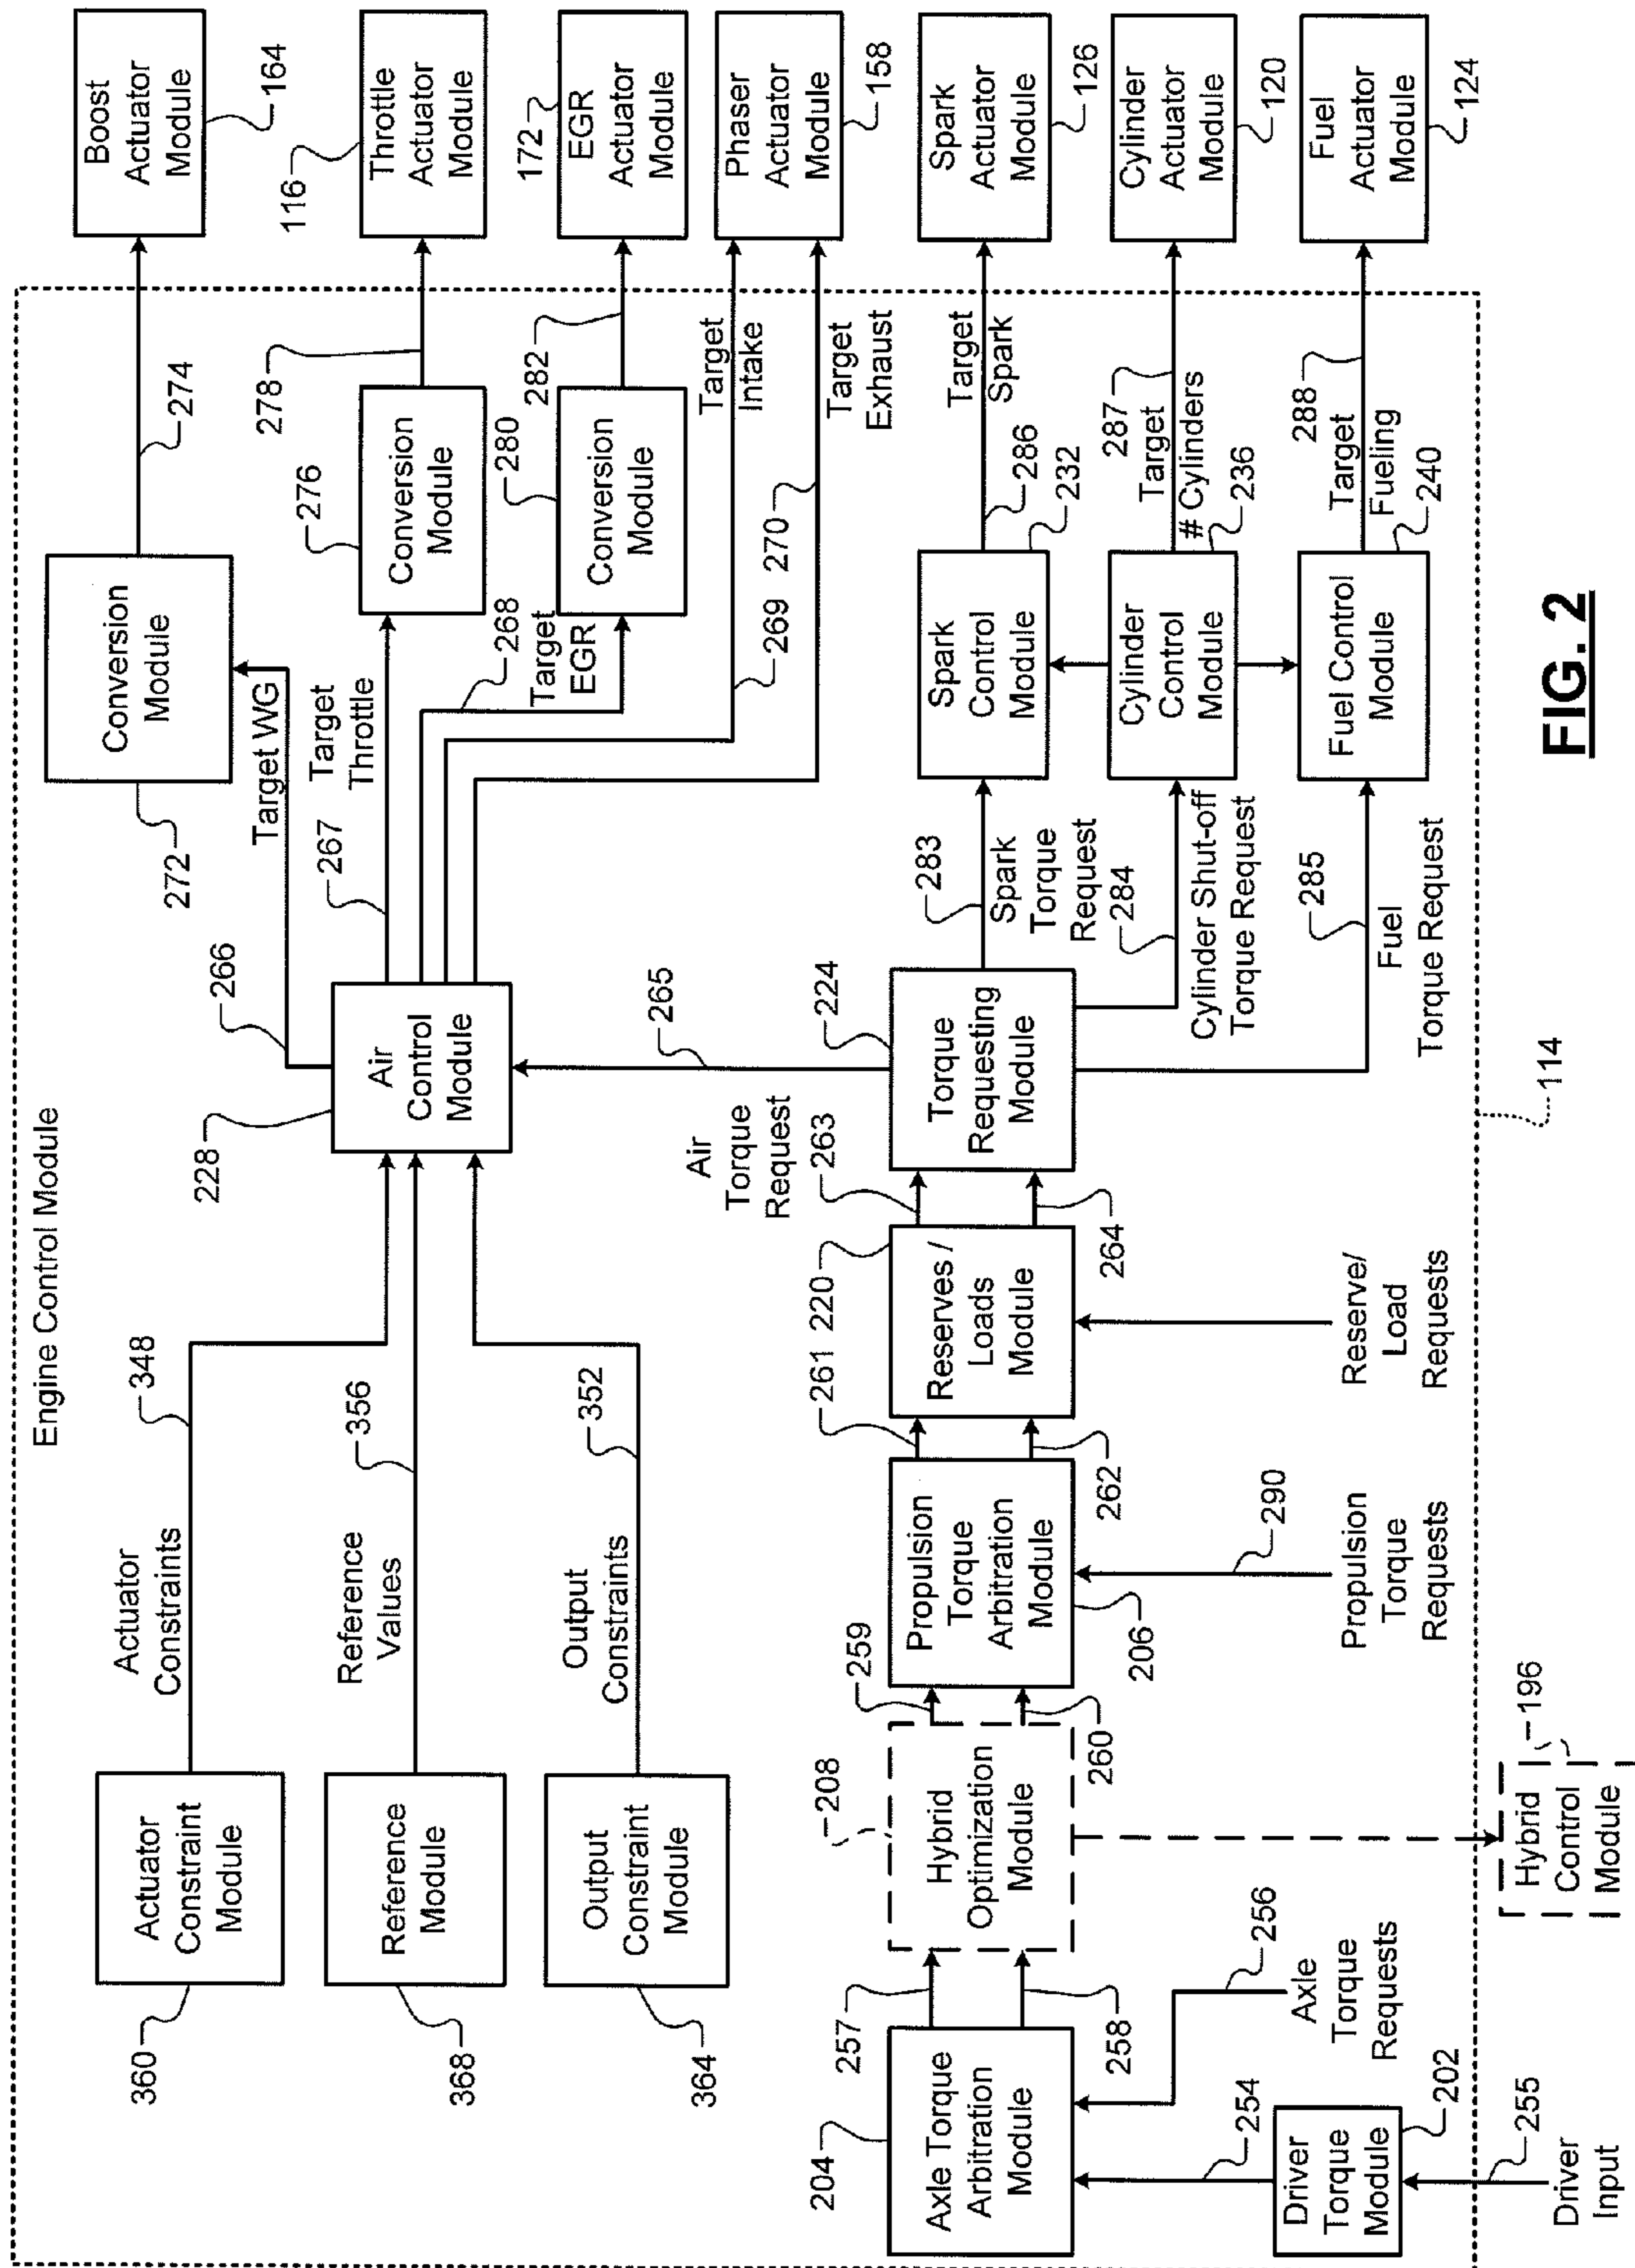 Engine Control Module
360
Actuator
Constraint
Module
Actuator
Constraints
348
368
Reference
Module
Reference
Values
356
364
Output
Constraint
Module
Output
Constraints
352
228
Air
Control
Module
266
Target WG
272
Conversion
Module
274
Boost
Actuator
Module
164
267
Target
Throttle
276
Conversion
Module
278
116
Throttle
Actuator
Module
268
Target
EGR
280
Conversion
Module
282
172
EGR
Actuator
Module
269
Target
Intake
270
Target
Exhaust
Phaser
Actuator
Module
158
265
Air
Torque
Request
204
Axle Torque
Arbitration
Module
257
258
254
Driver
Torque
Module
202
255
Driver
Input
256
Axle
Torque
Requests
208
Hybrid
Optimization
Module
259
260
196
Hybrid
Control
Module
Propulsion
Torque
Arbitration
Module
206
290
Propulsion
Torque
Requests
261
262
220
Reserves /
Loads
Module
263
264
Reserve/
Load
Requests
224
Torque
Requesting
Module
283
Spark
Torque
Request
284
Cylinder Shut-off
Torque Request
285
Fuel
Torque Request
Spark
Control
Module
232
286
Target
Spark
Spark
Actuator
Module
126
Cylinder
Control
Module
236
287
Target
# Cylinders
Cylinder
Actuator
Module
120
Fuel Control
Module
240
288
Target
Fueling
Fuel
Actuator
Module
124
114
FIG. 2